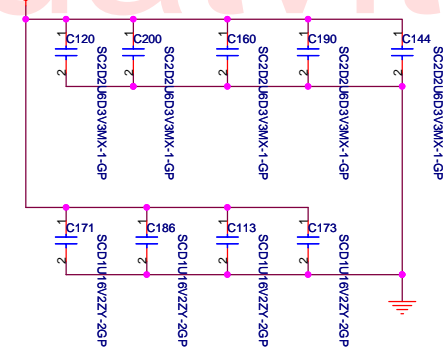 1 C120 1 C200 1 C160 1 C190 1 C144
2 2 2 2 2
SC2D2U6D3V3MX-1-GP
SC2D2U6D3V3MX-1-GP
SC2D2U6D3V3MX-1-GP
SC2D2U6D3V3MX-1-GP
SC2D2U6D3V3MX-1-GP
1 C171 1 C186 1 C113 1 C173
2 2 2 2
SCD1U16V2ZY-2GP
SCD1U16V2ZY-2GP
SCD1U16V2ZY-2GP
SCD1U16V2ZY-2GP